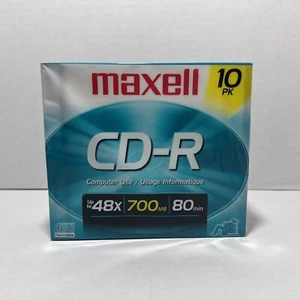 maxell
10
PK
CD-R
Computer Use / Usage Informatique
Up to 48X 700MB 80min